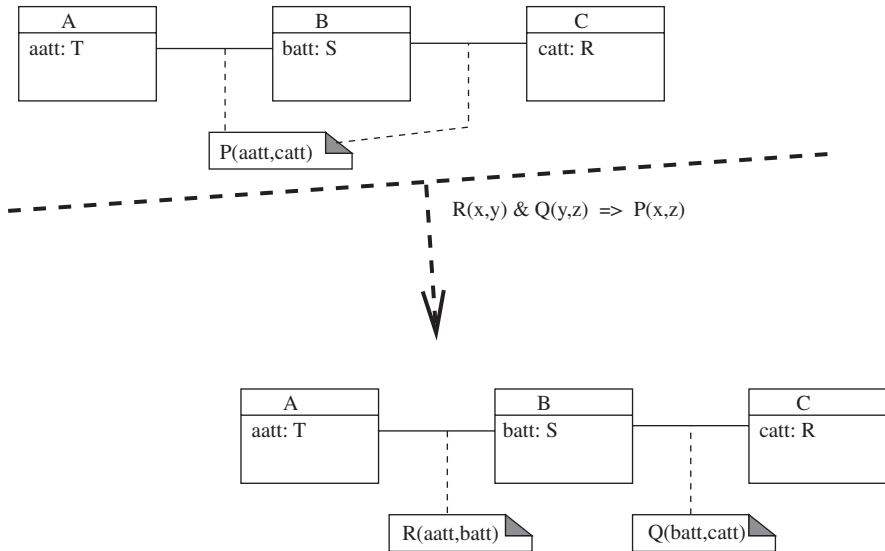 A
aatt: T
B
batt: S
C
catt: R
P(aatt,catt)
R(x,y) & Q(y,z) => P(x,z)
A
aatt: T
B
batt: S
C
catt: R
R(aatt,batt)
Q(batt,catt)